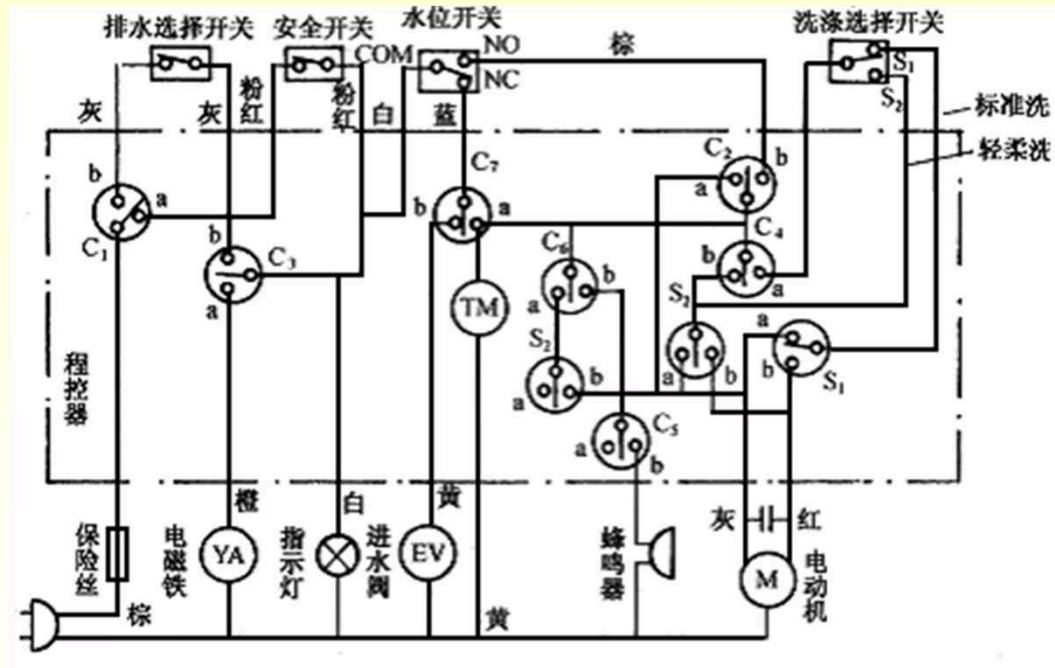 排水选择开关
安全开关
水位开关
洗涤选择开关
COM
NO
NC
棕
S₁
S₂
灰
灰
粉红
粉红
白
蓝
标准洗
轻柔洗
C₂
b
a
C₇
b
a
b
a
C₁
b
C₃
a
C₄
b
a
C₆
b
a
S₂
TM
S₂
a
b
a
b
S₁
a
b
C₅
a
b
程控器
橙
白
黄
灰
红
保险丝
电磁铁
YA
指示灯
进水阀
EV
蜂鸣器
M
电动机
棕
黄